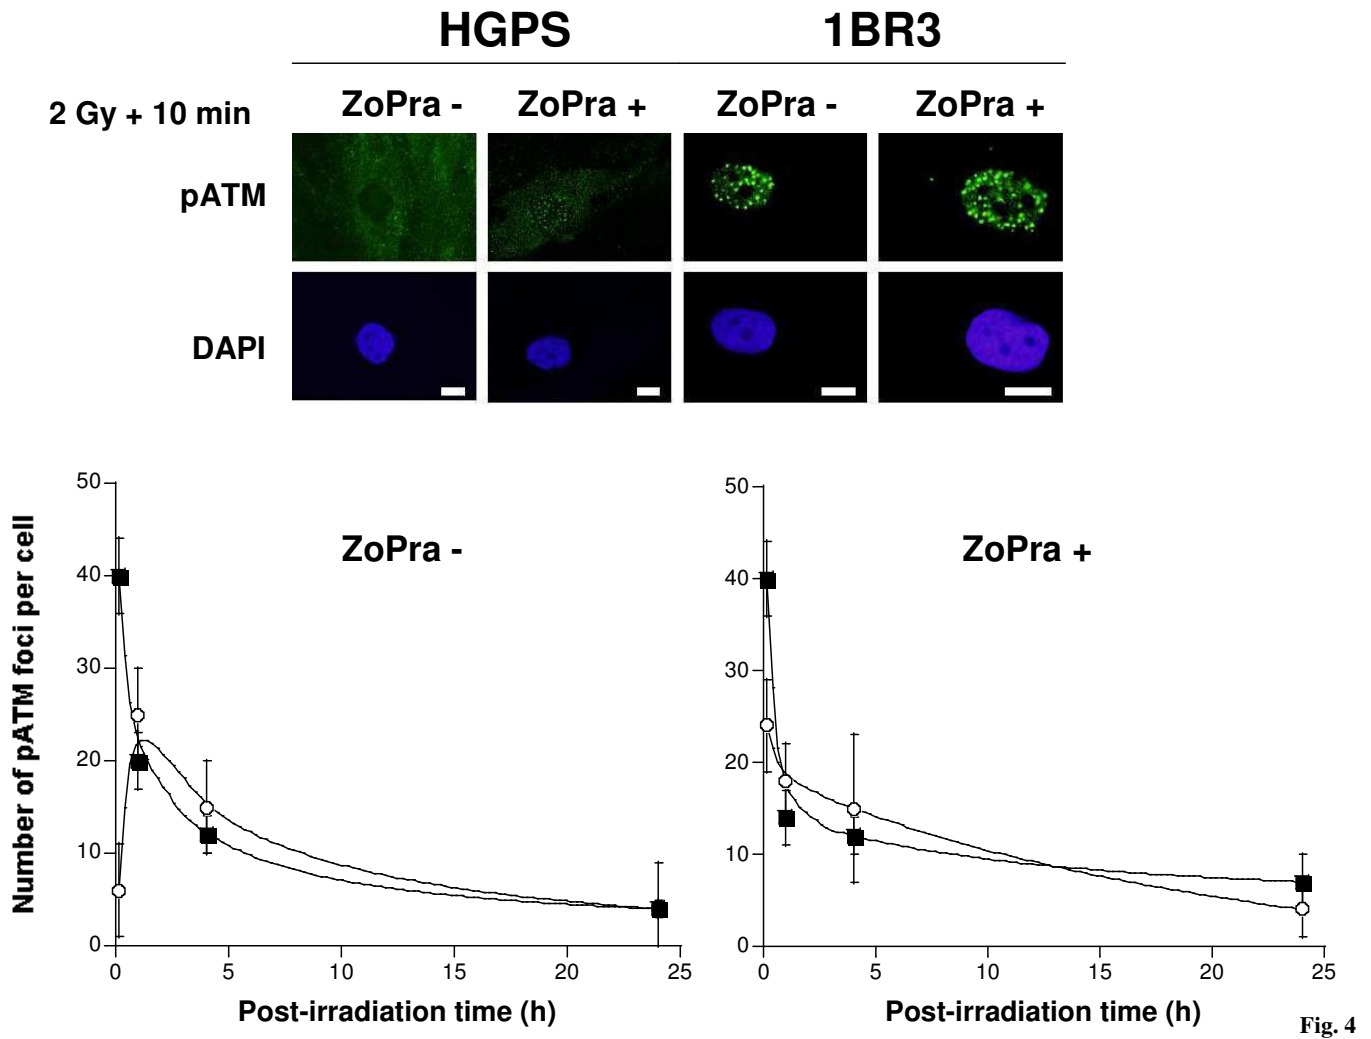 HGPS 1BR3
2 Gy + 10 min ZoPra - ZoPra + ZoPra - ZoPra +
pATM
DAPI
Number of pATM foci per cell
50
40
30
20
10
0
ZoPra -
0 5 10 15 20 25
Post-irradiation time (h)
50
40
30
20
10
0
ZoPra +
0 5 10 15 20 25
Post-irradiation time (h)
Fig. 4